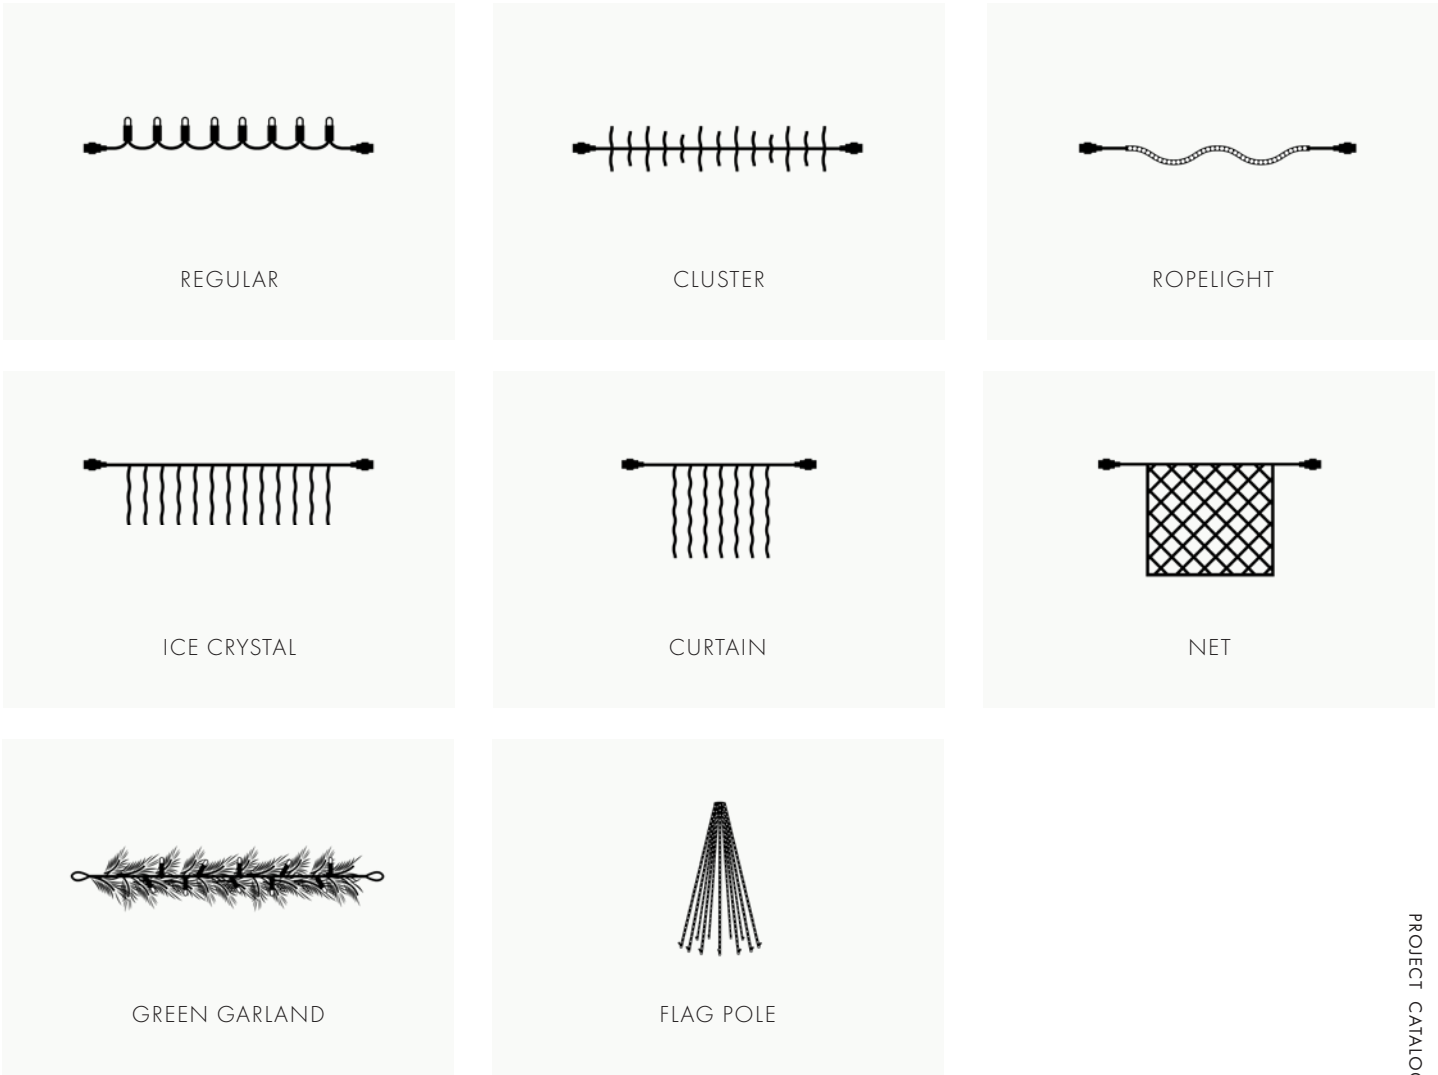 REGULAR
CLUSTER
ROPELIGHT
ICE CRYSTAL
CURTAIN
NET
GREEN GARLAND
FLAG POLE
PROJECT